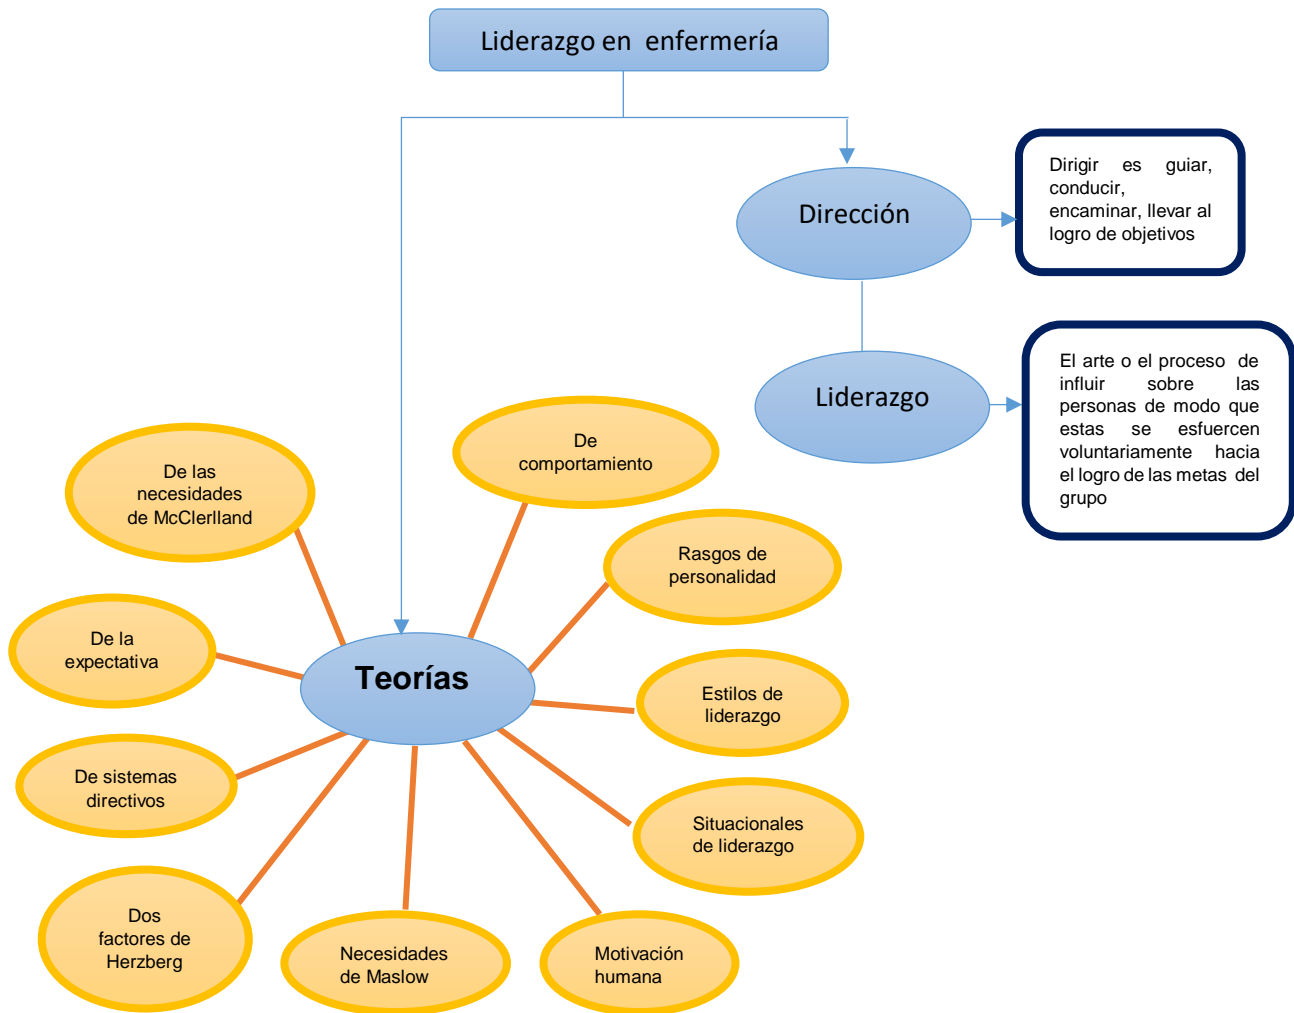 Liderazgo en enfermería
Dirección
Dirigir es guiar,
conducir,
encaminar, llevar al
logro de objetivos
Liderazgo
El arte o el proceso de
influir sobre las
personas de modo que
estas se esfuercen
voluntariamente hacia
el logro de las metas del
grupo
Teorías
De
comportamiento
Rasgos de
personalidad
Estilos de
liderazgo
Situacionales
de liderazgo
Motivación
humana
Necesidades
de Maslow
Dos
factores de
Herzberg
De sistemas
directivos
De la
expectativa
De las
necesidades
de McClerlland